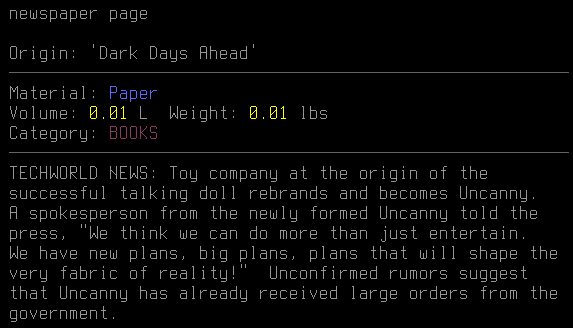 newspaper page
Origin: 'Dark Days Ahead'
Material: Paper
Volume: 0.01 L  Weight: 0.01 lbs
Category: BOOKS
TECHWORLD NEWS: Toy company at the origin of the
successful talking doll rebrands and becomes Uncanny.
A spokesperson from the newly formed Uncanny told the
press, "We think we can do more than just entertain.
We have new plans, big plans, plans that will shape the
very fabric of reality!"  Unconfirmed rumors suggest
that Uncanny has already received large orders from the
government.